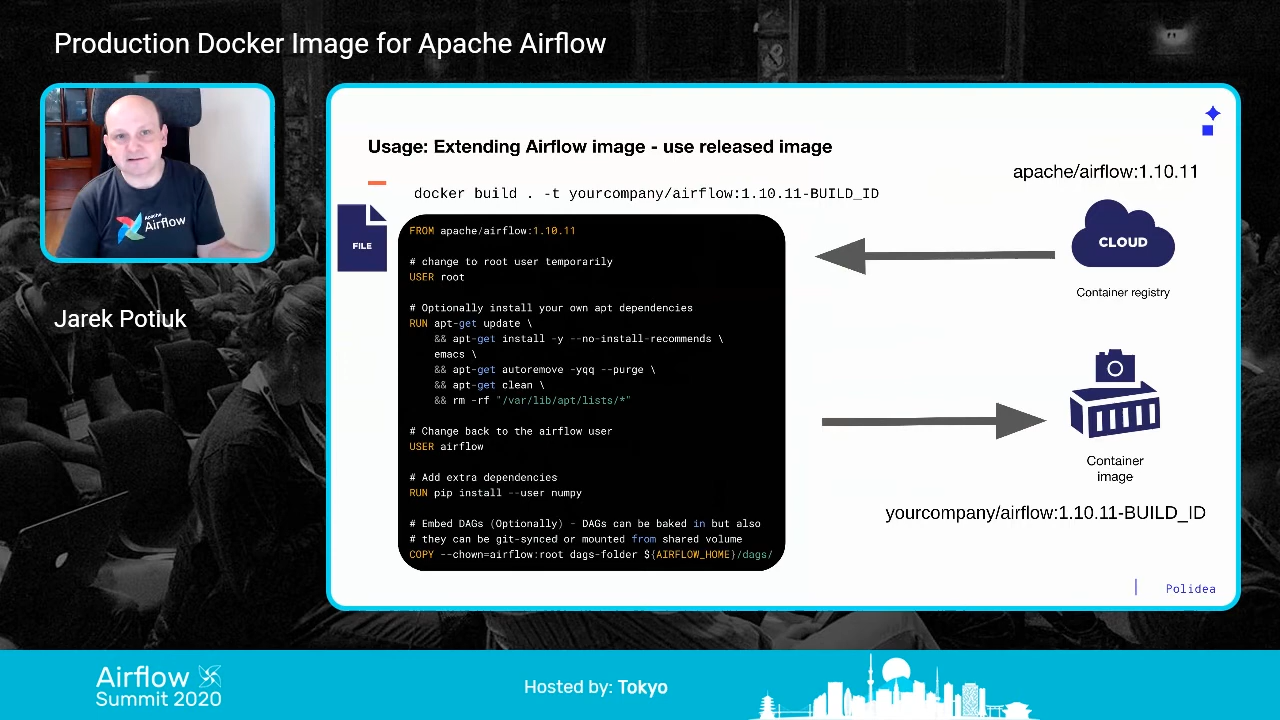 Production Docker Image for Apache Airflow
Apache
Airflow
Jarek Potiuk
Usage: Extending Airflow image - use released image
apache/airflow:1.10.11
docker build . -t yourcompany/airflow:1.10.11-BUILD_ID
FILE
FROM apache/airflow:1.10.11
# change to root user temporarily
USER root
# Optionally install your own apt dependencies
RUN apt-get update \
&& apt-get install -y --no-install-recommends \
emacs \
&& apt-get autoremove -yqq --purge \
&& apt-get clean \
&& rm -rf "/var/lib/apt/lists/*"
# Change back to the airflow user
USER airflow
# Add extra dependencies
RUN pip install --user numpy
# Embed DAGs (Optionally) - DAGs can be baked in but also
# they can be git-synced or mounted from shared volume
COPY --chown=airflow:root dags-folder ${AIRFLOW_HOME}/dags/
CLOUD
Container registry
Container
image
yourcompany/airflow:1.10.11-BUILD_ID
Polidea
Airflow
Summit 2020
Hosted by: Tokyo